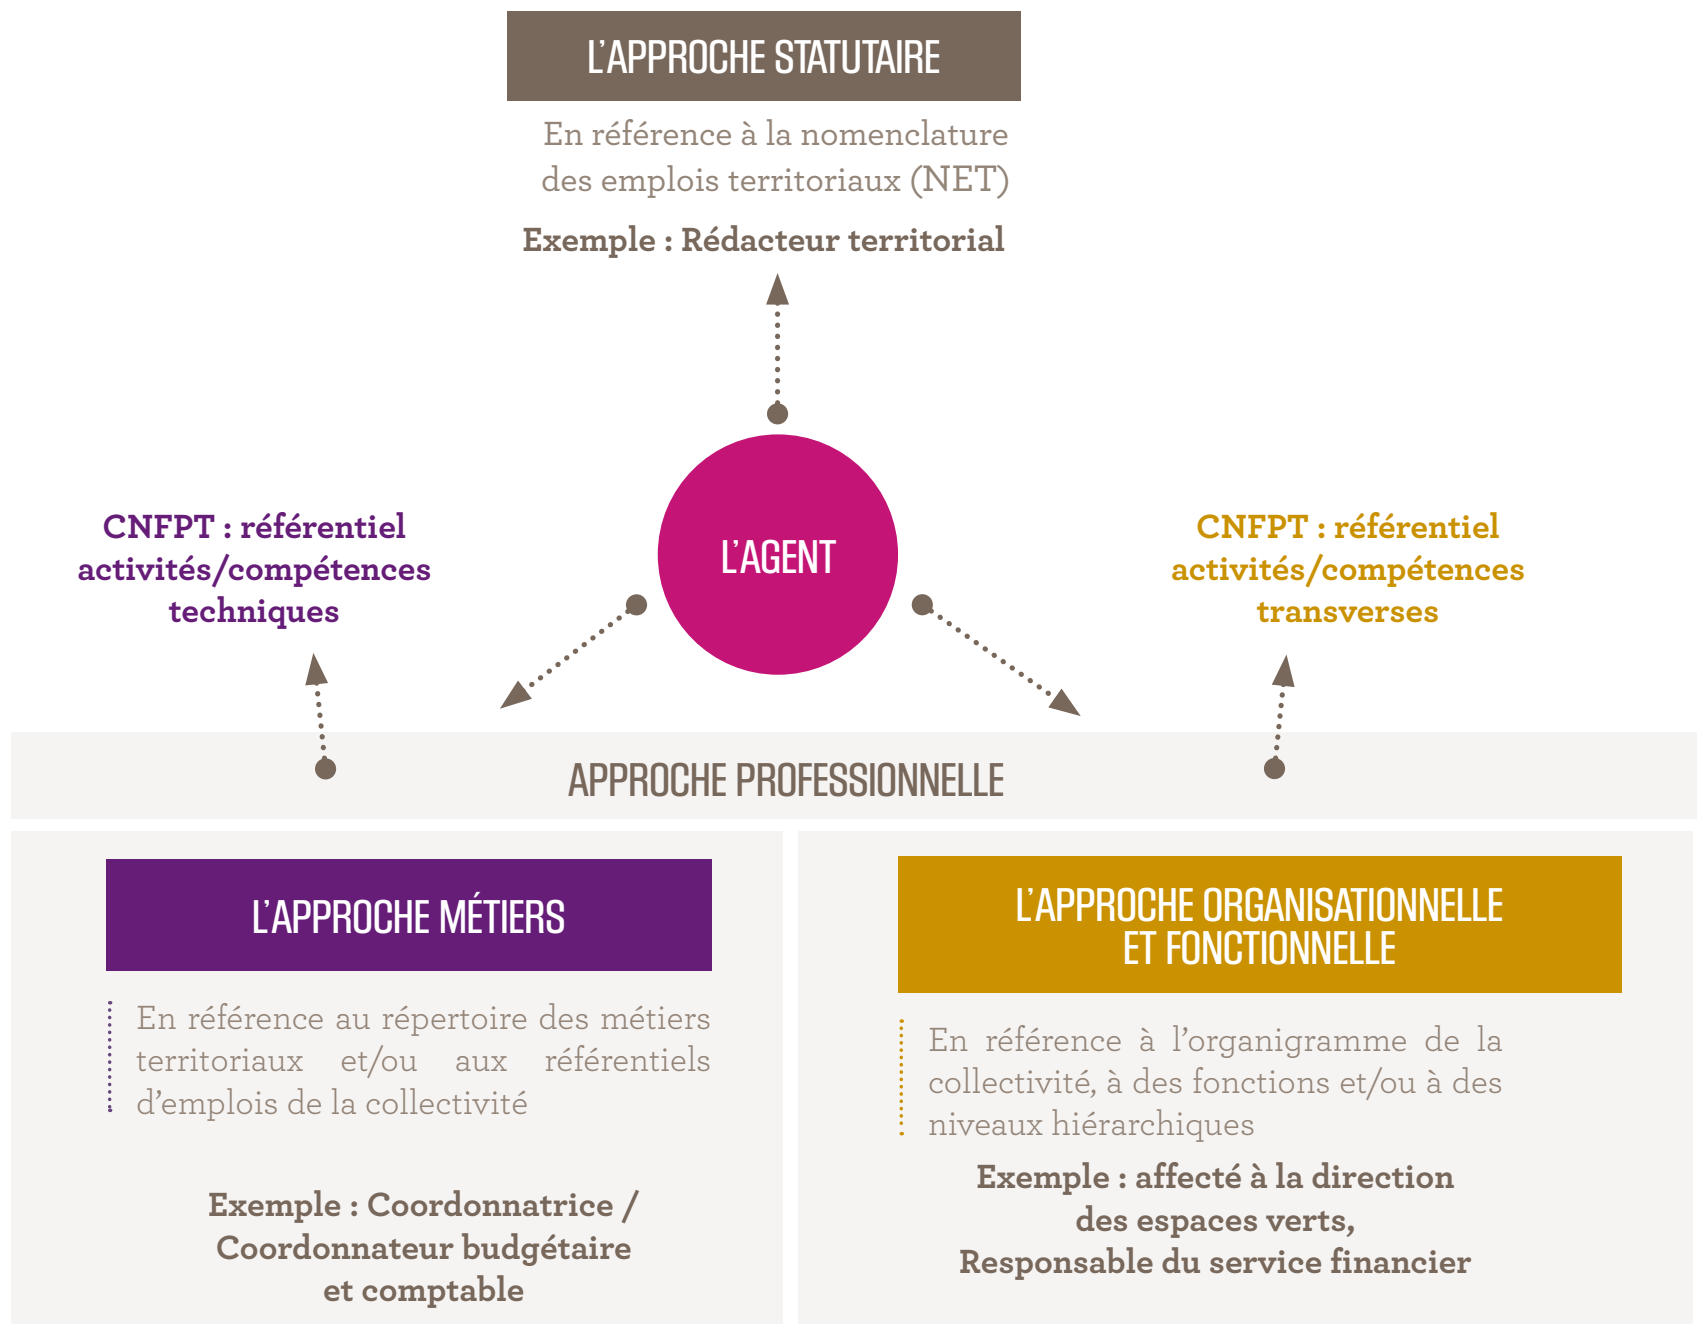 L'APPROCHE STATUTAIRE
En référence à la nomenclature
des emplois territoriaux (NET)
Exemple : Rédacteur territorial
L'AGENT
CNFPT : référentiel
activités/compétences
techniques
CNFPT : référentiel
activités/compétences
transverses
APPROCHE PROFESSIONNELLE
L'APPROCHE MÉTIERS
En référence au répertoire des métiers
territoriaux et/ou aux référentiels
d'emplois de la collectivité
Exemple : Coordonnatrice /
Coordonnateur budgétaire
et comptable
L'APPROCHE ORGANISATIONNELLE
ET FONCTIONNELLE
En référence à l'organigramme de la
collectivité, à des fonctions et/ou à des
niveaux hiérarchiques
Exemple : affecté à la direction
des espaces verts,
Responsable du service financier